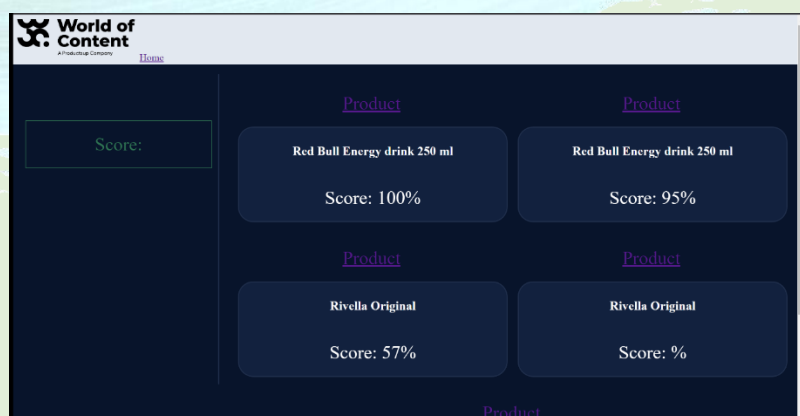 World of
Content
A Productsup Company
Home
Score:
Product
Product
Red Bull Energy drink 250 ml
Red Bull Energy drink 250 ml
Score: 100%
Score: 95%
Product
Product
Rivella Original
Rivella Original
Score: 57%
Score: %
Product